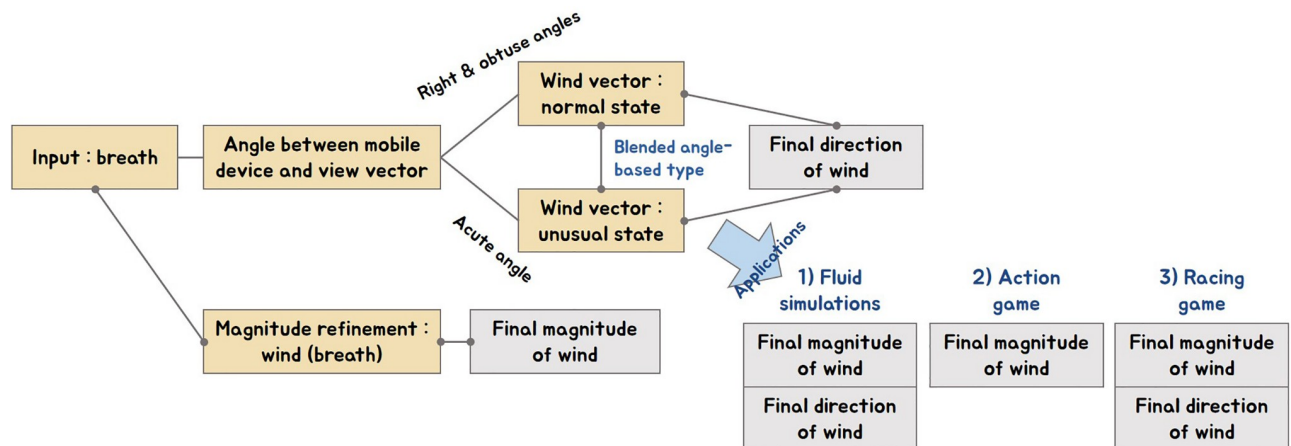 Right & obtuse angles
Wind vector :
normal state
Input : breath
Angle between mobile
device and view vector
Blended angle-
based type
Final direction
of wind
Wind vector :
unusual state
Acute angle
Applications
1) Fluid
simulations
2) Action
game
3) Racing
game
Magnitude refinement :
wind (breath)
Final magnitude
of wind
Final magnitude
of wind
Final direction
of wind
Final magnitude
of wind
Final magnitude
of wind
Final direction
of wind